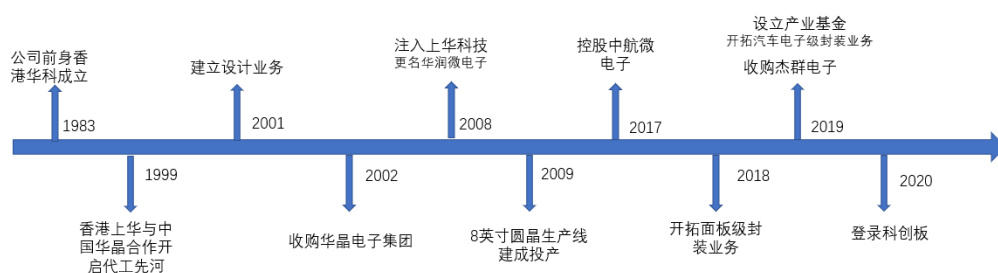 公司前身香
港华科成立
1983
1999
香港上华与中
国华晶合作开
启代工先河
建立设计业务
2001
2002
收购华晶电子集团
注入上华科技
更名华润微电子
2008
2009
8英寸圆晶生产线
建成投产
控股中航微
电子
2017
2018
开拓面板级封
装业务
设立产业基金
开拓汽车电子级封装业务
收购杰群电子
2019
2020
登录科创板